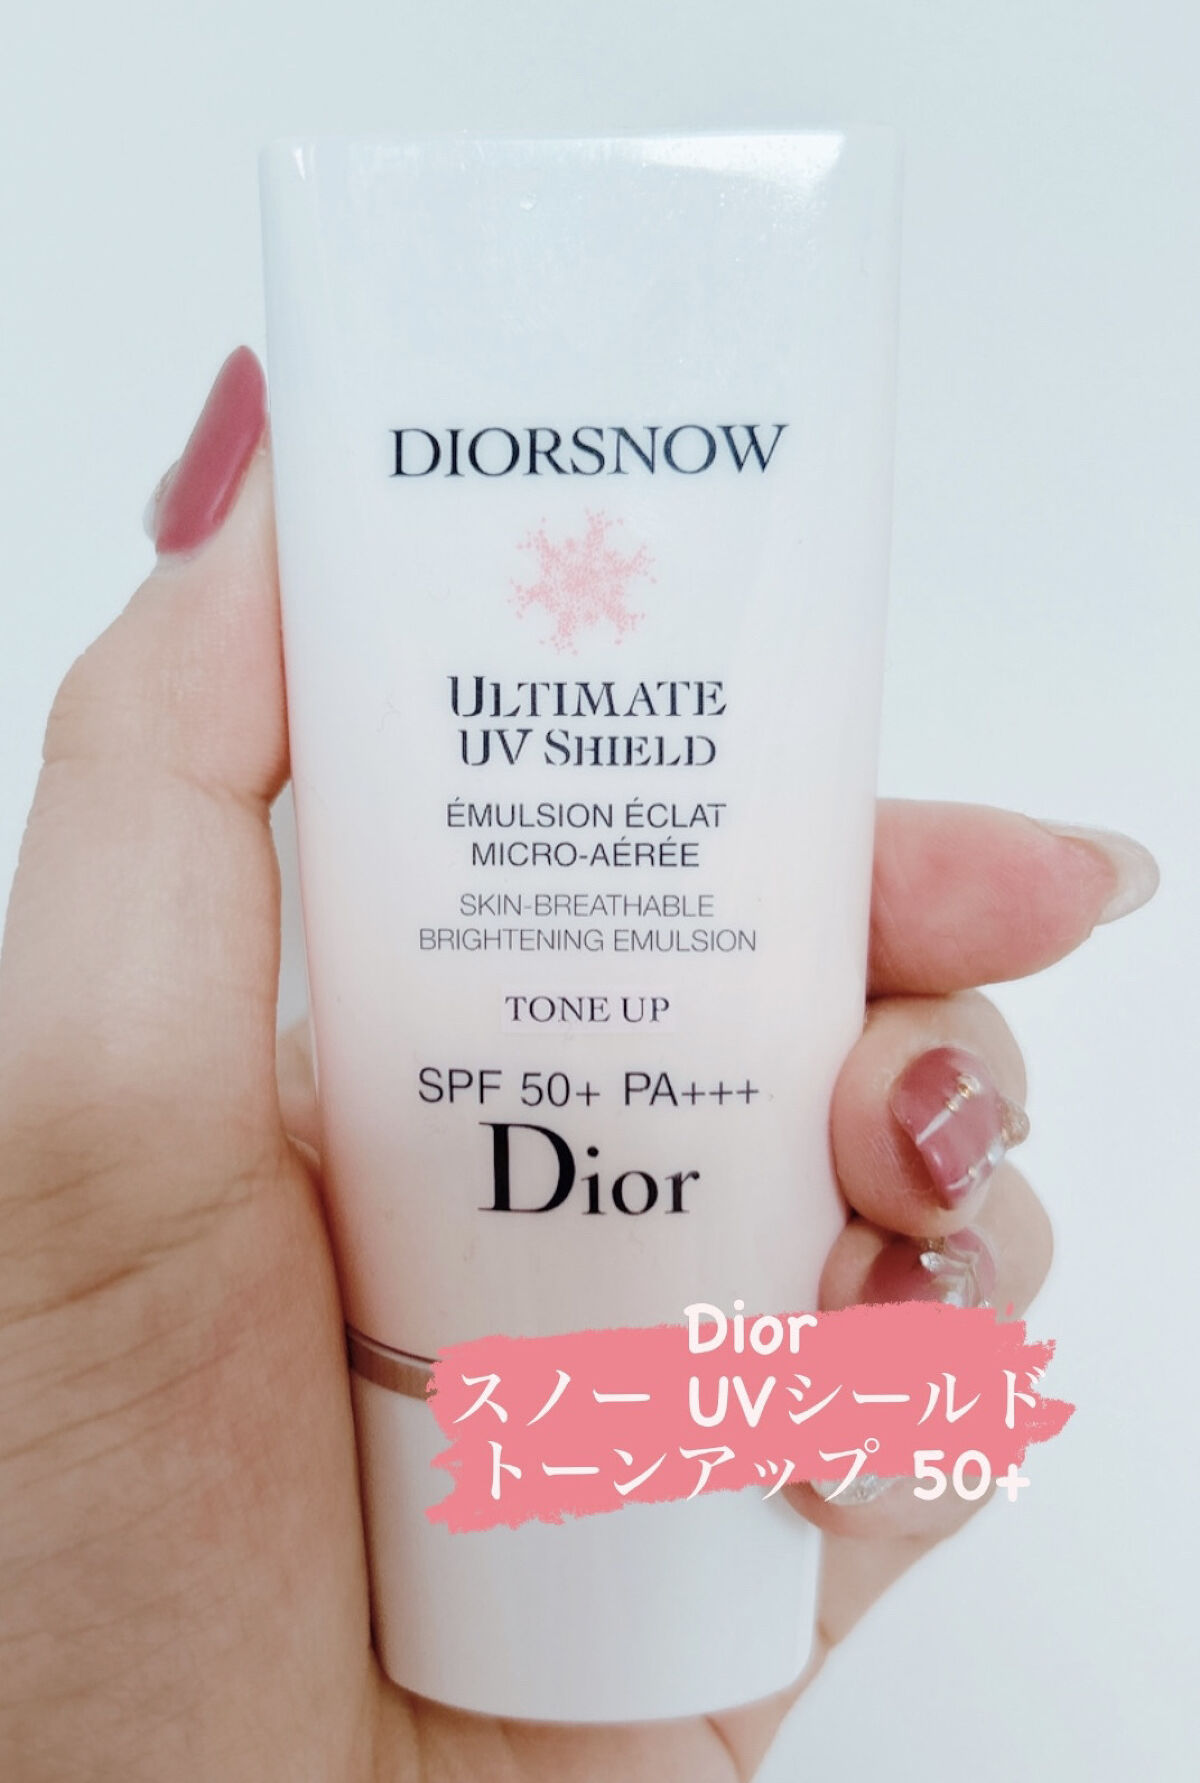 DIORSNOW
ULTIMATE
UV SHIELD
ÉMULSION ÉCLAT
MICRO-AÉRÉE
SKIN-BREATHABLE
BRIGHTENING EMULSION
TONE UP
SPF 50+ PA+++
Dior
Dior
スノー UVシールド
トーンアップ 50+